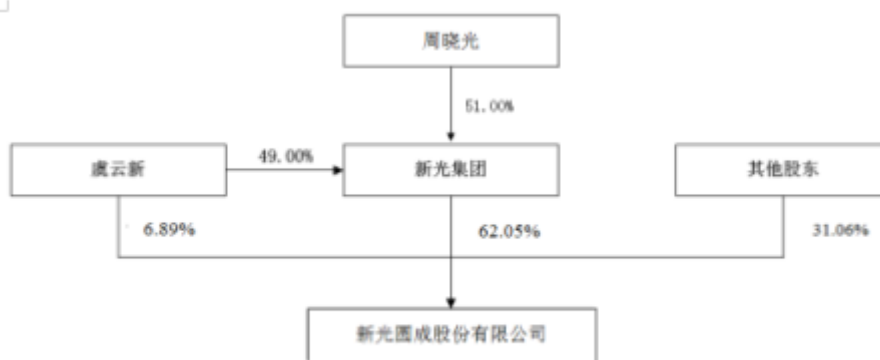 周晓光
51.00%
虞云新
49.00%
新光集团
其他股东
6.89%
62.05%
31.06%
新光圆成股份有限公司